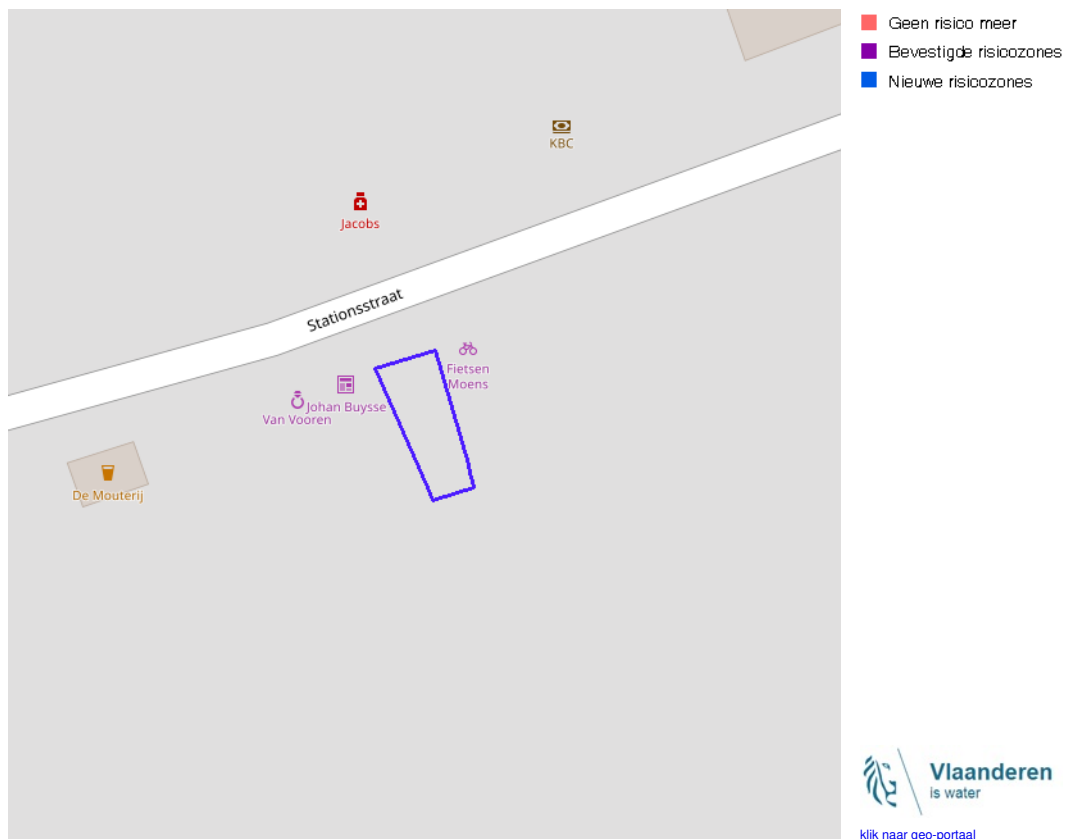 Geen risico meer
Bevestigde risicozones
Nieuwe risicozones
KBC
Jacobs
Stationsstraat
Fietsen
Moens
Johan Buysse
Van Vooren
De Mouterij
Vlaanderen
is water
klik naar geo-portaal